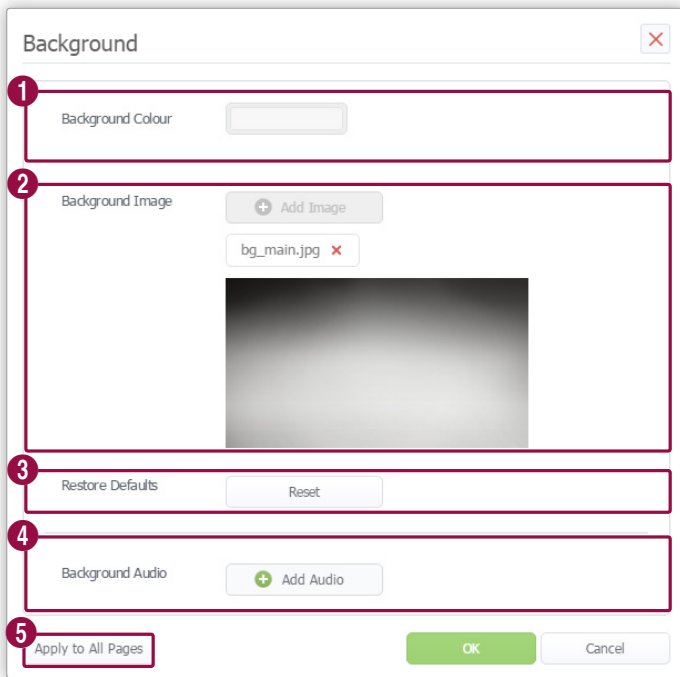 Background
1
Background Colour
2
Background Image
Add Image
bg_main.jpg
3
Restore Defaults
Reset
4
Background Audio
Add Audio
5
Apply to All Pages
OK
Cancel